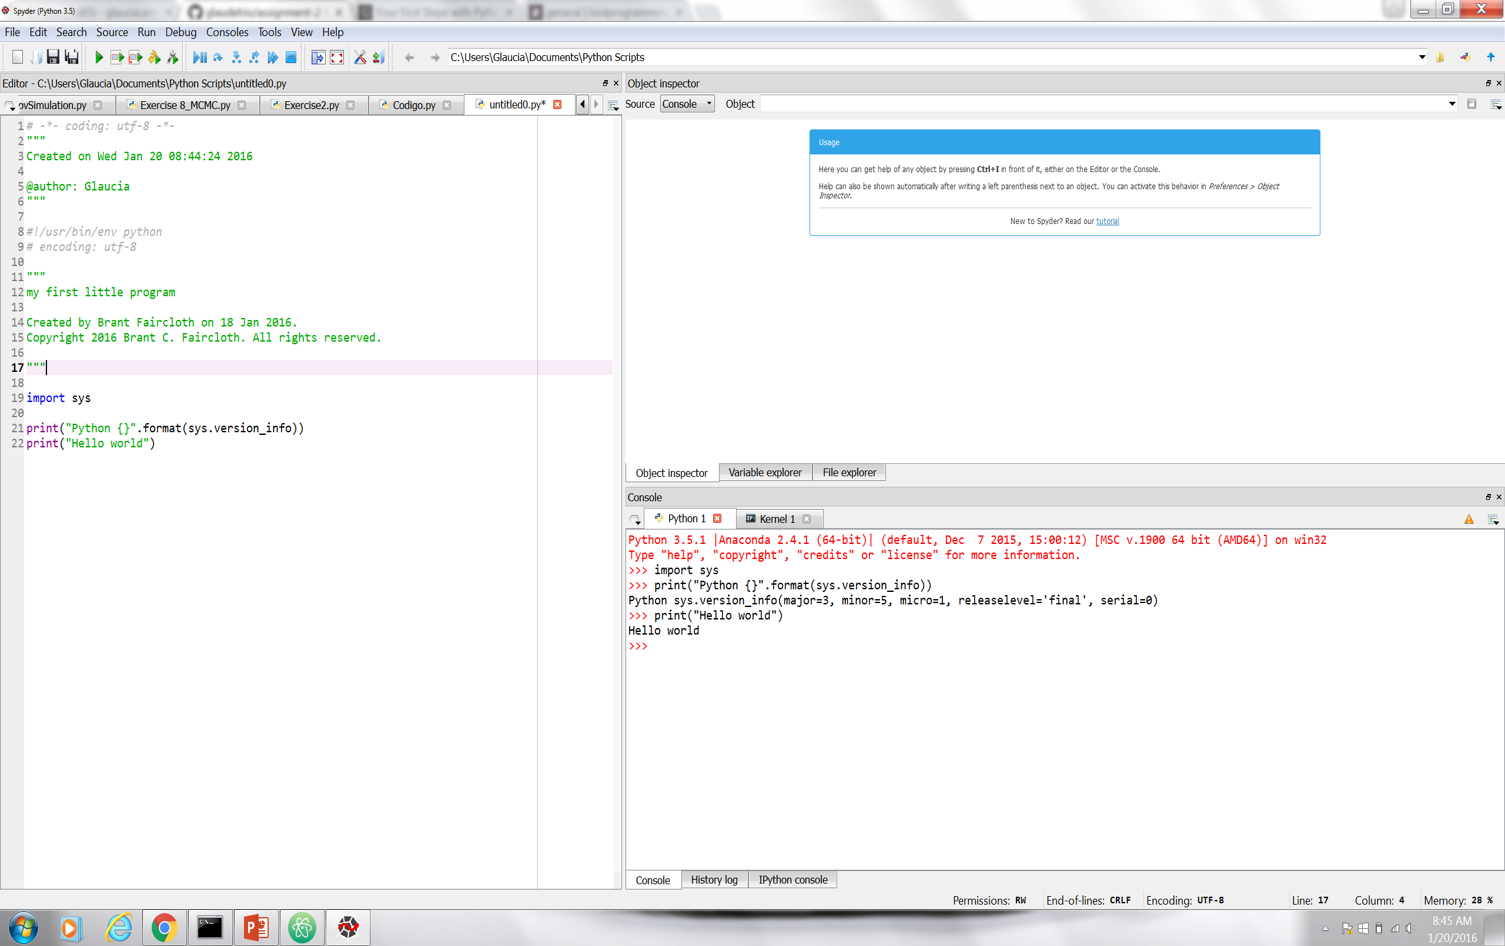 Spyder (Python 3.5)
File Edit Search Source Run Debug Consoles Tools View Help
C:\Users\Glaucia\Documents\Python Scripts
Editor - C:\Users\Glaucia\Documents\Python Scripts\untitled0.py
ovSimulation.py Exercise 8_MCMC.py Exercise2.py Codigo.py untitled0.py*
1 # -*- coding: utf-8 -*-
2 """
3 Created on Wed Jan 20 08:44:24 2016
4
5 @author: Glaucia
6 """
7
8 #!/usr/bin/env python
9 # encoding: utf-8
10
11 """
12 my first little program
13
14 Created by Brant Faircloth on 18 Jan 2016.
15 Copyright 2016 Brant C. Faircloth. All rights reserved.
16
17 """
18
19 import sys
20
21 print("Python {}".format(sys.version_info))
22 print("Hello world")
Object inspector
Source Console Object
Usage
Here you can get help of any object by pressing Ctrl+I in front of it, either on the Editor or the Console.
Help can also be shown automatically after writing a left parenthesis next to an object. You can activate this behavior in Preferences > Object
Inspector.
New to Spyder? Read our tutorial
Object inspector Variable explorer File explorer
Console
Python 1 Kernel 1
Python 3.5.1 |Anaconda 2.4.1 (64-bit)| (default, Dec  7 2015, 15:00:12) [MSC v.1900 64 bit (AMD64)] on win32
Type "help", "copyright", "credits" or "license" for more information.
>>> import sys
>>> print("Python {}".format(sys.version_info))
Python sys.version_info(major=3, minor=5, micro=1, releaselevel='final', serial=0)
>>> print("Hello world")
Hello world
>>>
Console History log IPython console
Permissions: RW End-of-lines: CRLF Encoding: UTF-8 Line: 17 Column: 4 Memory: 28 %
8:45 AM
1/20/2016